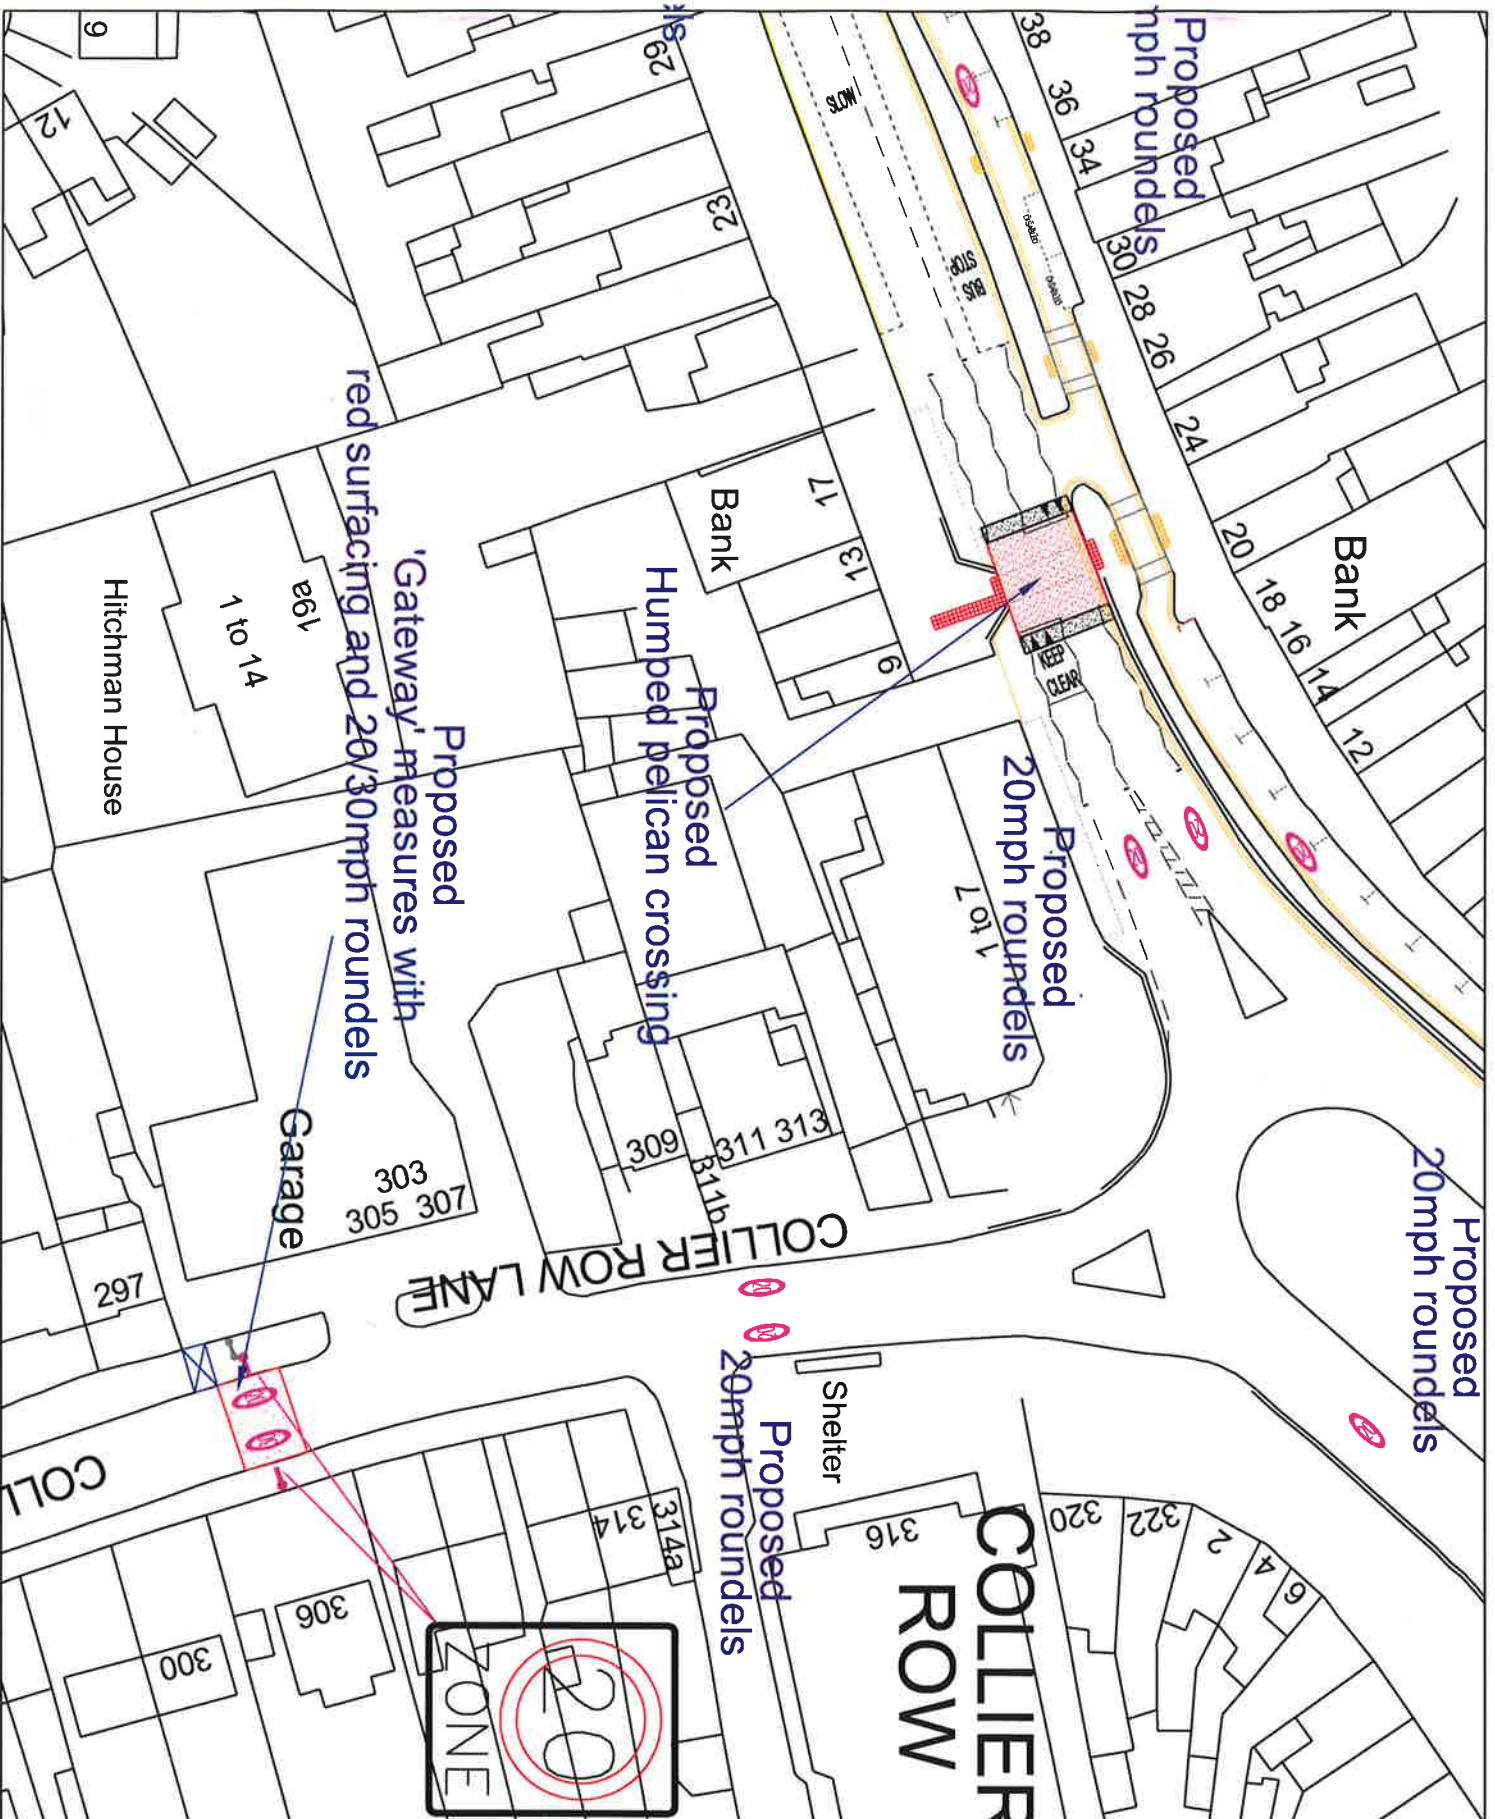 Proposed
mph roundels
38
36
34
30
28
26
24
20
18
16
14
12
Bank
SLOW
BUS
STOP
DISABLED
DISABLED
KEEP
CLEAR
29
23
17
13
9
Bank
Proposed
20mph roundels
1 to 7
Proposed
Humped pelican crossing
Proposed
'Gateway' measures with
red surfacing and 20/30mph roundels
19a
1 to 14
Hitchman House
9
12
Garage
303
305 307
309
311 313
311b
297
COLLIER ROW LANE
COLLI
Proposed
20mph roundels
Proposed
20mph roundels
Shelter
316
314
314a
306
300
320
322
2
4
6
COLLIER
ROW
20
ZONE